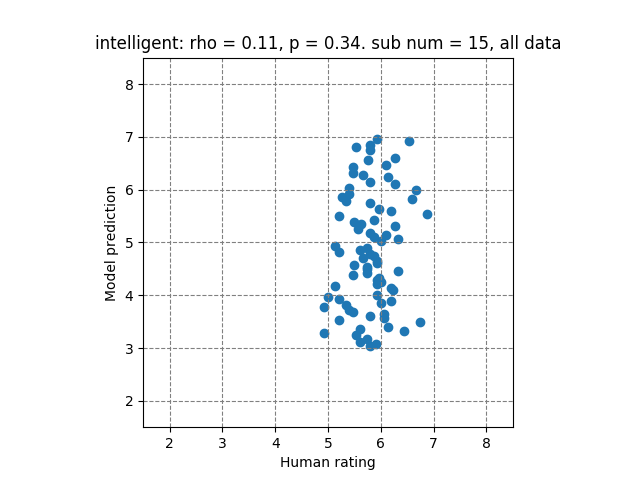 intelligent: rho = 0.11, p = 0.34. sub num = 15, all data
8
7
6
5
4
3
2
Model prediction
2 3 4 5 6 7 8
Human rating